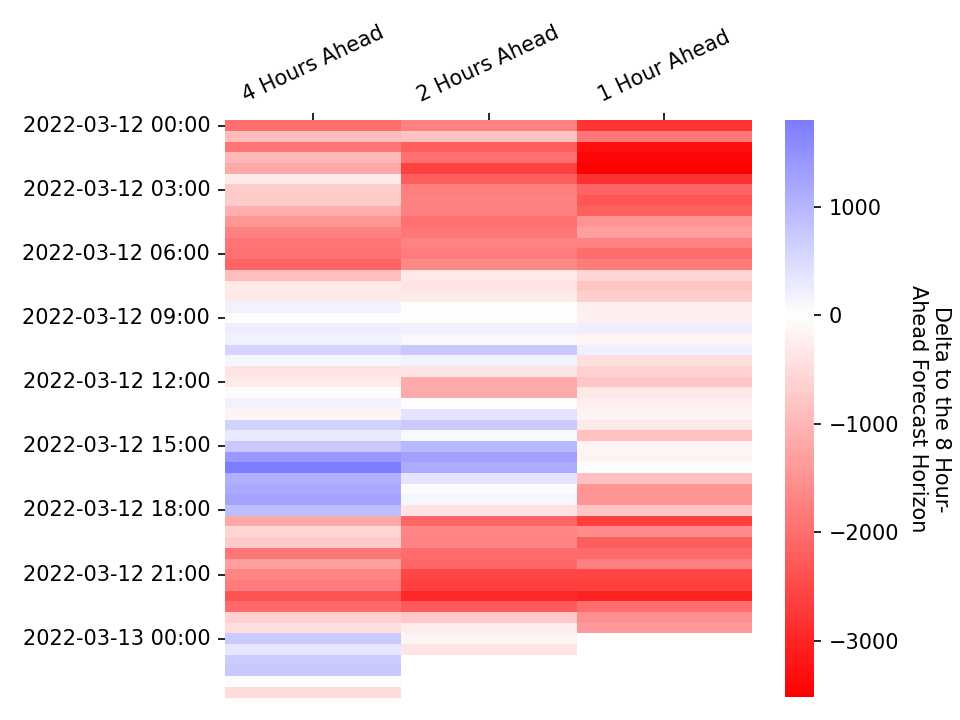 4 Hours Ahead
2 Hours Ahead
1 Hour Ahead
2022-03-12 00:00
2022-03-12 03:00
2022-03-12 06:00
2022-03-12 09:00
2022-03-12 12:00
2022-03-12 15:00
2022-03-12 18:00
2022-03-12 21:00
2022-03-13 00:00
1000
0
−1000
−2000
−3000
Delta to the 8 Hour-
Ahead Forecast Horizon